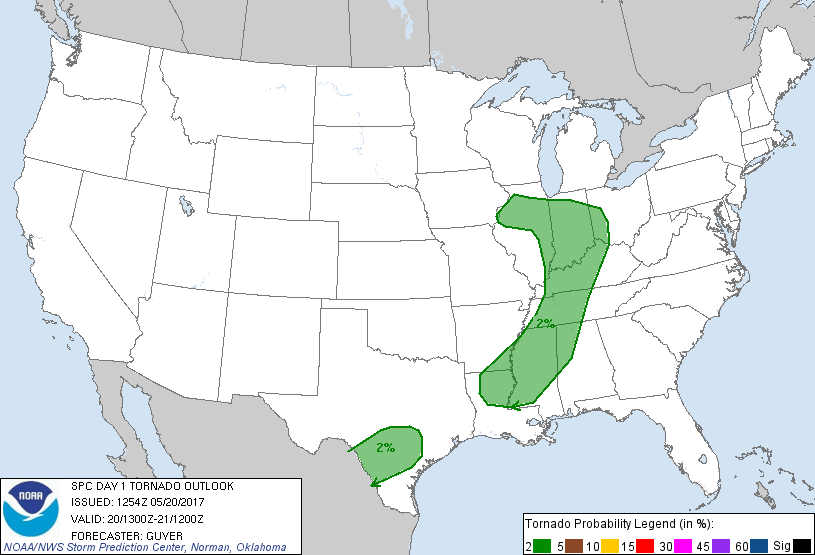 2%
2%
NOAA
SPC DAY 1 TORNADO OUTLOOK
ISSUED: 1254Z 05/20/2017
VALID: 20/1300Z-21/1200Z
FORECASTER: GUYER
NOAA/NWS Storm Prediction Center, Norman, Oklahoma
Tornado Probability Legend (in %):
2 5 10 15 30 45 60 Sig